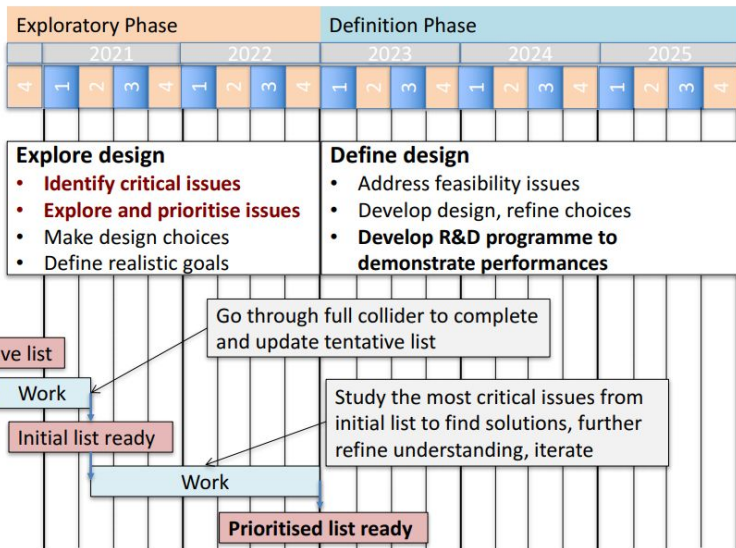 Exploratory Phase
Definition Phase
2021
2022
2023
2024
2025
4 1 2 3 4 1 2 3 4 1 2 3 4 1 2 3 4 1 2 3 4
Explore design
• Identify critical issues
• Explore and prioritise issues
• Make design choices
• Define realistic goals
Define design
• Address feasibility issues
• Develop design, refine choices
• Develop R&D programme to
demonstrate performances
Go through full collider to complete
and update tentative list
ve list
Work
Study the most critical issues from
initial list to find solutions, further
refine understanding, iterate
Initial list ready
Work
Prioritised list ready